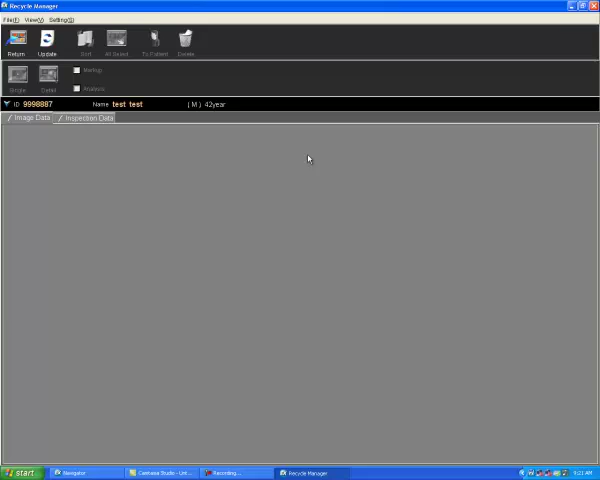 Recycle Manager
File(F) View(V) Setting(S)
Return Update Sort All Select To Patient Delete
Single Detail Markup
Analysis
ID 9998887 Name test test ( M ) 42year
Image Data Inspection Data
start Navigator Camtasia Studio - Unt... Recording... Recycle Manager 9:01 AM